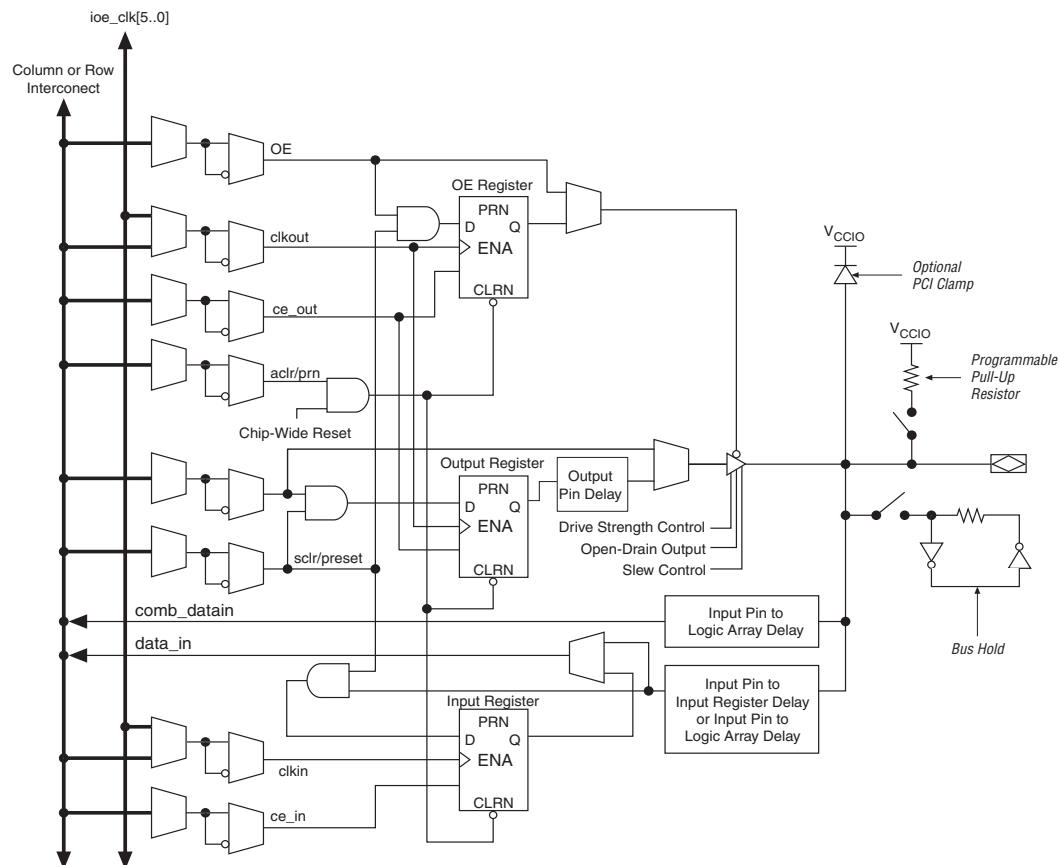 ioe_clk[5..0]
Column or Row
Interconect
OE
OE Register
PRN
D
Q
clkout
ENA
ce_out
CLRN
aclr/prn
Chip-Wide Reset
VCCIO
Optional
PCI Clamp
VCCIO
Programmable
Pull-Up
Resistor
Output Register
PRN
D
Q
ENA
CLRN
Output
Pin Delay
sclr/preset
Drive Strength Control
Open-Drain Output
Slew Control
comb_datain
Input Pin to
Logic Array Delay
Bus Hold
data_in
Input Pin to
Input Register Delay
or Input Pin to
Logic Array Delay
Input Register
PRN
D
Q
ENA
CLRN
clkin
ce_in